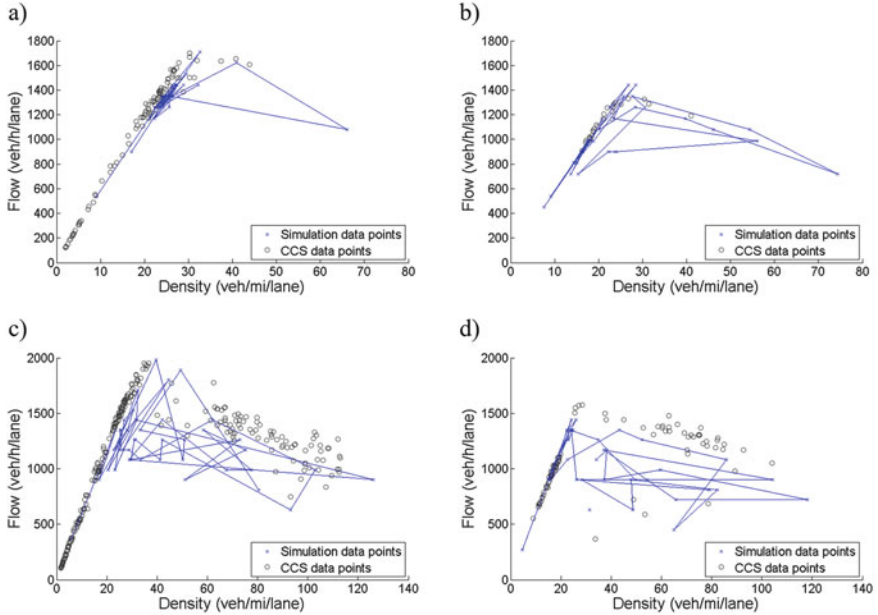 a)
1800
1600
1400
1200
1000
800
600
400
200
0
Flow (veh/h/lane)
0 10 20 30 40 50 60 70 80
Density (veh/mi/lane)
Simulation data points
CCS data points
b)
1800
1600
1400
1200
1000
800
600
400
200
0
Flow (veh/h/lane)
0 10 20 30 40 50 60 70 80
Density (veh/mi/lane)
Simulation data points
CCS data points
c)
2000
1500
1000
500
0
Flow (veh/h/lane)
0 20 40 60 80 100 120 140
Density (veh/mi/lane)
Simulation data points
CCS data points
d)
2000
1500
1000
500
0
Flow (veh/h/lane)
0 20 40 60 80 100 120 140
Density (veh/mi/lane)
Simulation data points
CCS data points